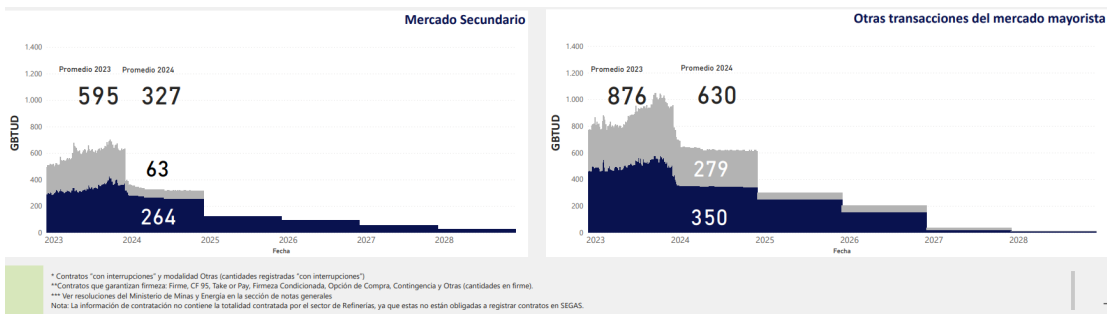 Mercado Secundario
1.400
1.200
1.000
800
600
400
200
0
GBTUD
Promedio 2023 Promedio 2024
595 327
63
264
2023 2024 2025 2026 2027 2028
Fecha
Otras transacciones del mercado mayorista
1.400
1.200
1.000
800
600
400
200
0
GBTUD
Promedio 2023 Promedio 2024
876 630
279
350
2023 2024 2025 2026 2027 2028
Fecha
* Contratos "con interrupciones" y modalidad Otras (cantidades registradas "con interrupciones")
**Contratos que garantizan firmeza: Firme, CF 95, Take or Pay, Firmeza Condicionada, Opción de Compra, Contingencia y Otras (cantidades en firme).
*** Ver resoluciones del Ministerio de Minas y Energía en la sección de notas generales
Nota: La información de contratación no contiene la totalidad contratada por el sector de Refinerías, ya que estas no están obligadas a registrar contratos en SEGAS.